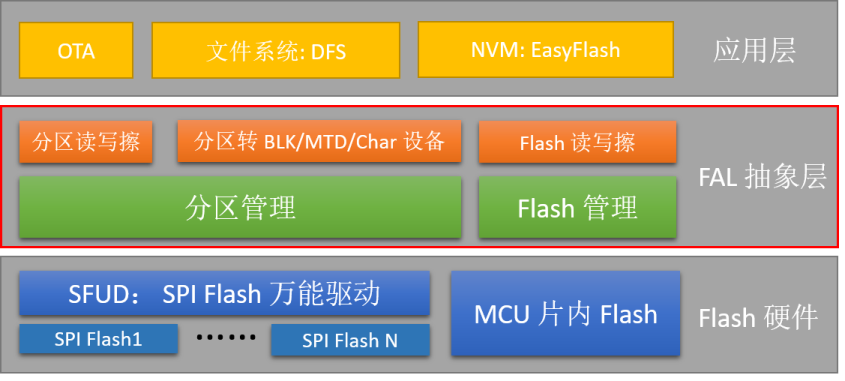 OTA
文件系统: DFS
NVM: EasyFlash
应用层
分区读写擦
分区转 BLK/MTD/Char 设备
Flash 读写擦
FAL 抽象层
分区管理
Flash 管理
SFUD： SPI Flash 万能驱动
MCU 片内 Flash
Flash 硬件
SPI Flash1
······
SPI Flash N